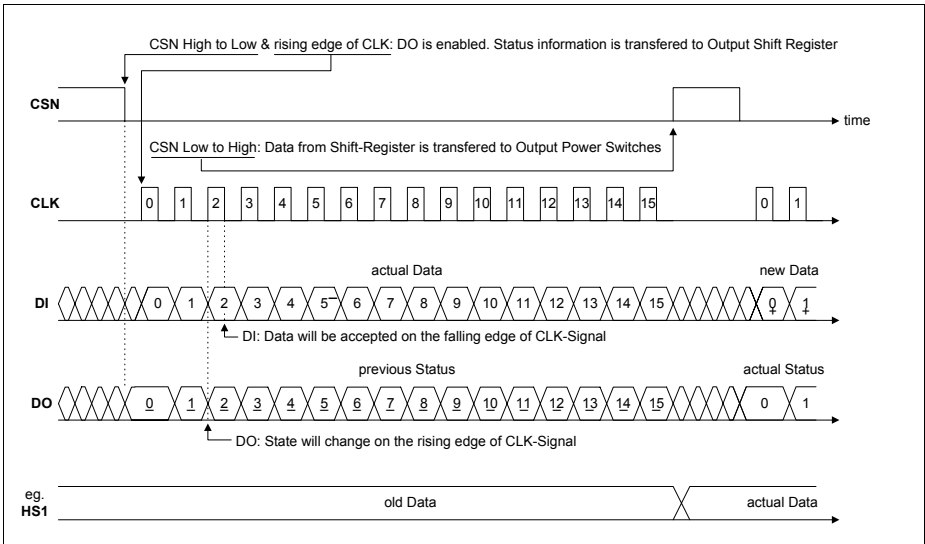 CSN High to Low & rising edge of CLK: DO is enabled. Status information is transfered to Output Shift Register
CSN
time
CSN Low to High: Data from Shift-Register is transfered to Output Power Switches
CLK 0 1 2 3 4 5 6 7 8 9 10 11 12 13 14 15 0 1
actual Data new Data
DI 0 1 2 3 4 5 6 7 8 9 10 11 12 13 14 15 0 1
DI: Data will be accepted on the falling edge of CLK-Signal
previous Status actual Status
DO 0 1 2 3 4 5 6 7 8 9 10 11 12 13 14 15 0 1
DO: State will change on the rising edge of CLK-Signal
eg.
HS1 old Data actual Data